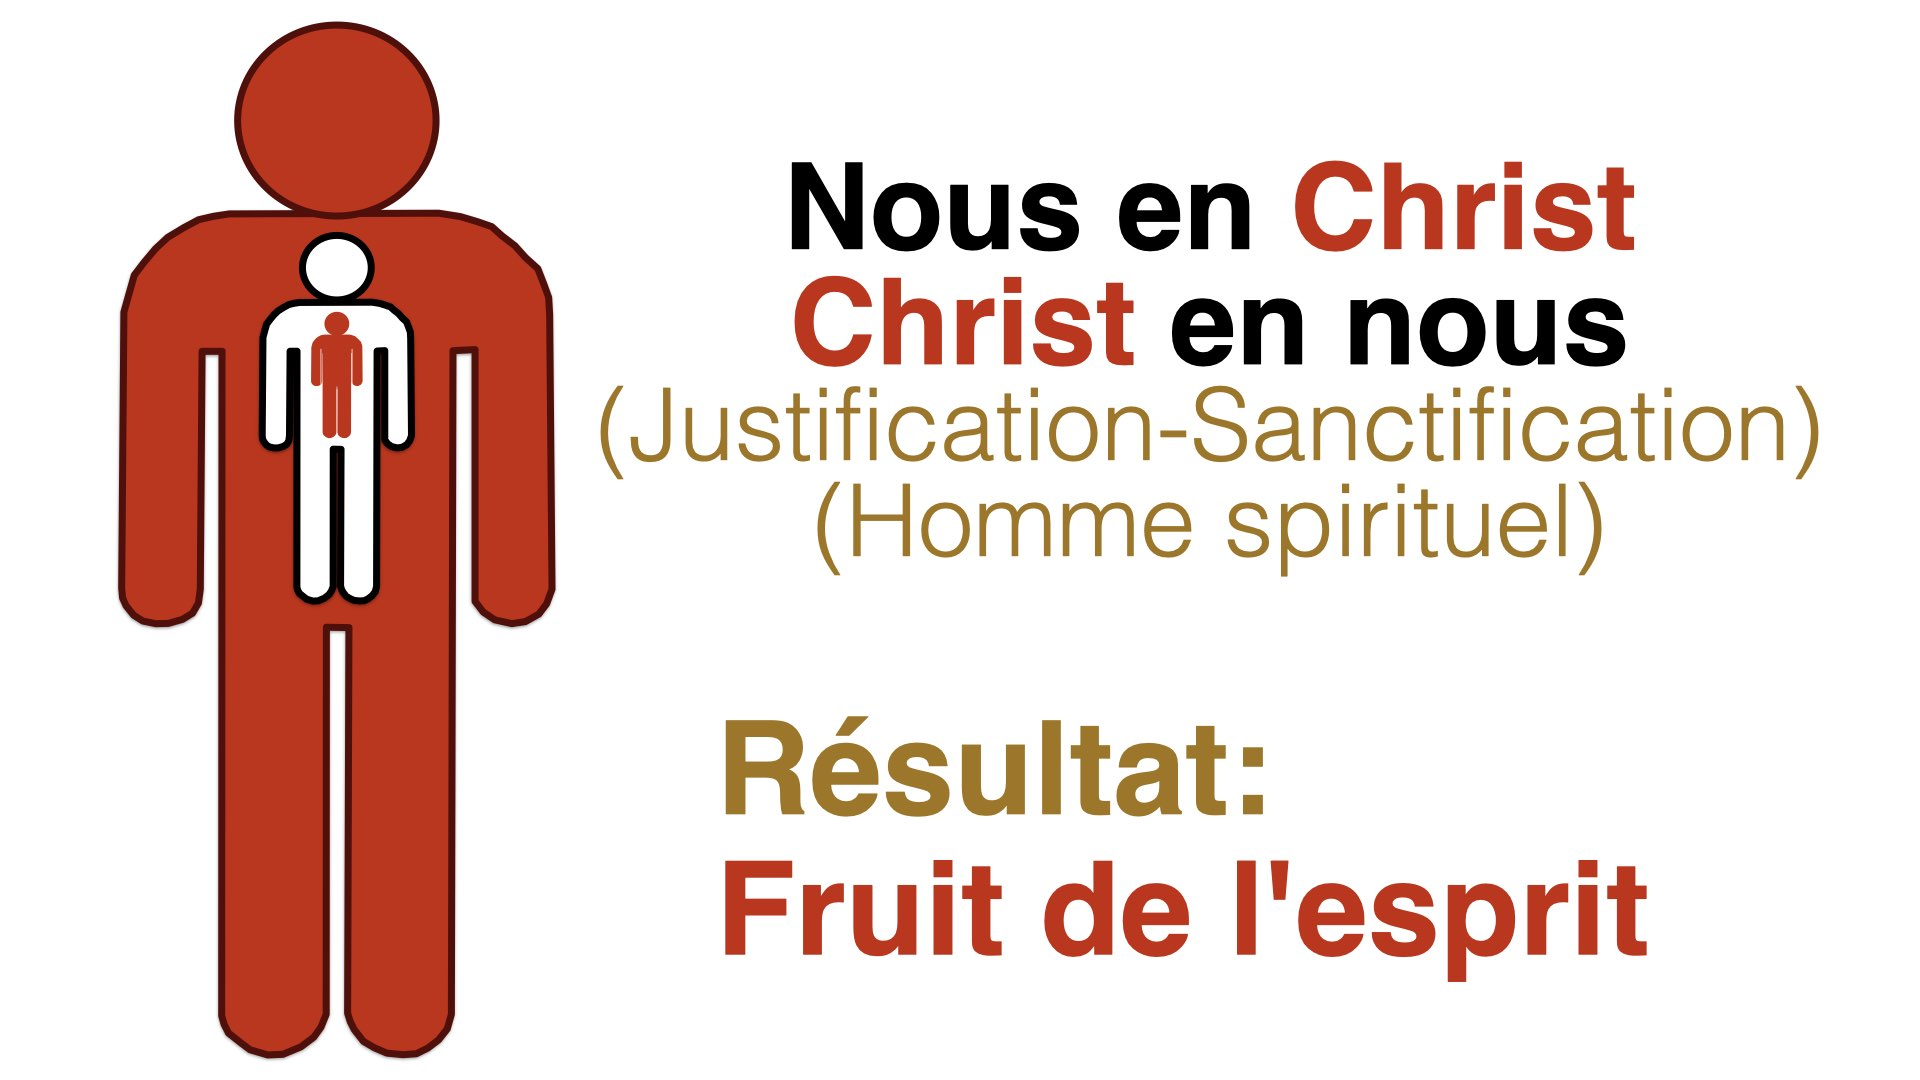 Nous en Christ
Christ en nous
(Justification-Sanctification)
(Homme spirituel)
Résultat:
Fruit de l'esprit